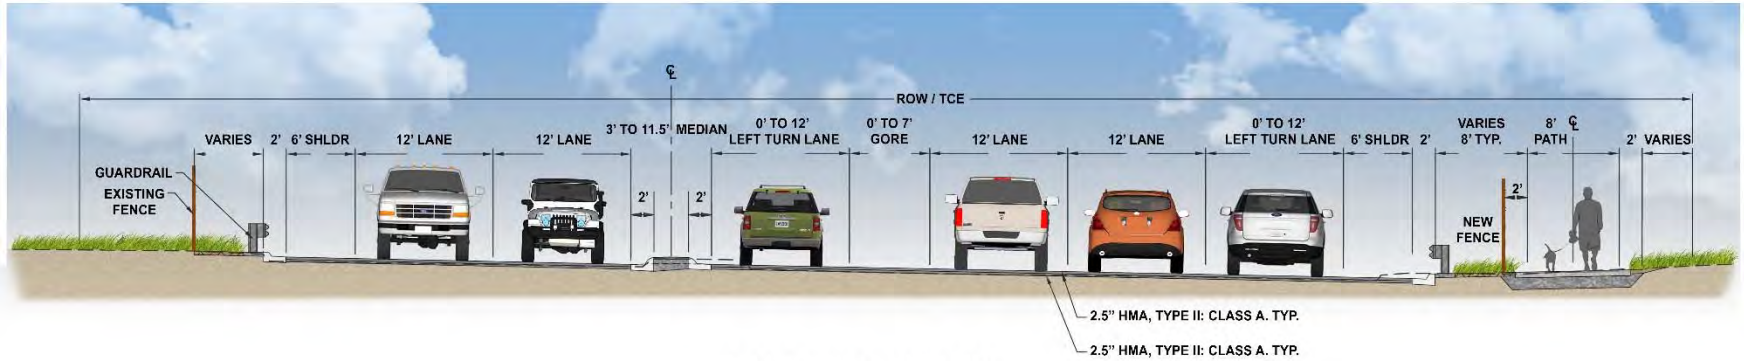 ℄
ROW / TCE
VARIES
2'
6' SHLDR
12' LANE
12' LANE
3' TO 11.5' MEDIAN
0' TO 12'
LEFT TURN LANE
0' TO 7'
GORE
12' LANE
12' LANE
0' TO 12'
LEFT TURN LANE
6' SHLDR
2'
VARIES
8' TYP.
8'
PATH
℄
2'
VARIES
GUARDRAIL
EXISTING
FENCE
2'
2'
2'
NEW
FENCE
2.5" HMA, TYPE II: CLASS A. TYP.
2.5" HMA, TYPE II: CLASS A. TYP.